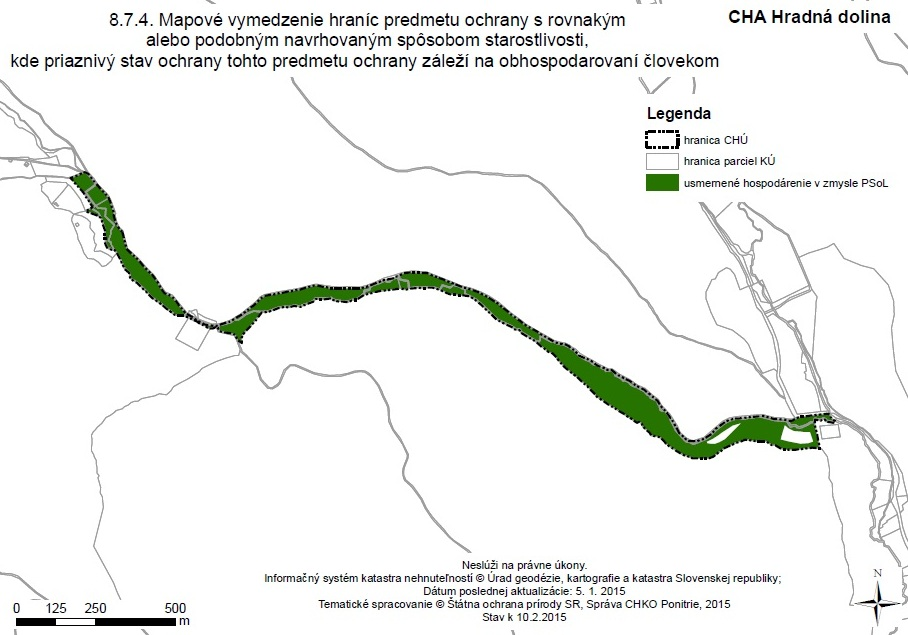 8.7.4. Mapové vymedzenie hraníc predmetu ochrany s rovnakým
alebo podobným navrhovaným spôsobom starostlivosti,
kde priaznivý stav ochrany tohto predmetu ochrany záleží na obhospodarovaní človekom
CHA Hradná dolina
Legenda
hranica CHÚ
hranica parciel KÚ
usmernené hospodárenie v zmysle PSoL
Neslúži na právne úkony.
Informačný systém katastra nehnuteľností © Úrad geodézie, kartografie a katastra Slovenskej republiky;
Dátum poslednej aktualizácie: 5. 1. 2015
Tematické spracovanie © Štátna ochrana prírody SR, Správa CHKO Ponitrie, 2015
Stav k 10.2.2015
0 125 250 500
m
N